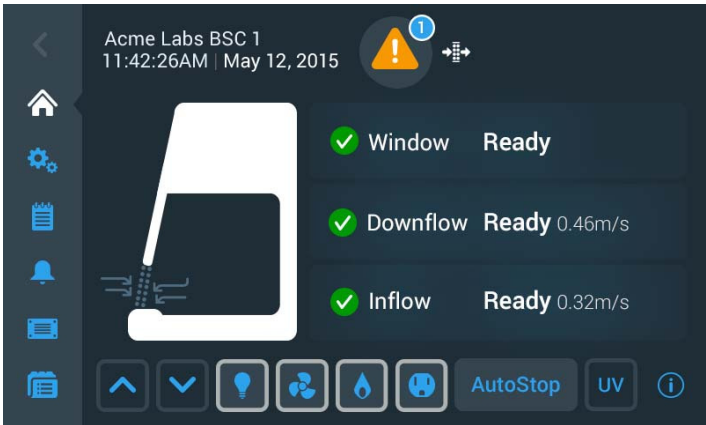 Acme Labs BSC 1
11:42:26AM | May 12, 2015
1
Window Ready
Downflow Ready 0.46m/s
Inflow Ready 0.32m/s
AutoStop UV